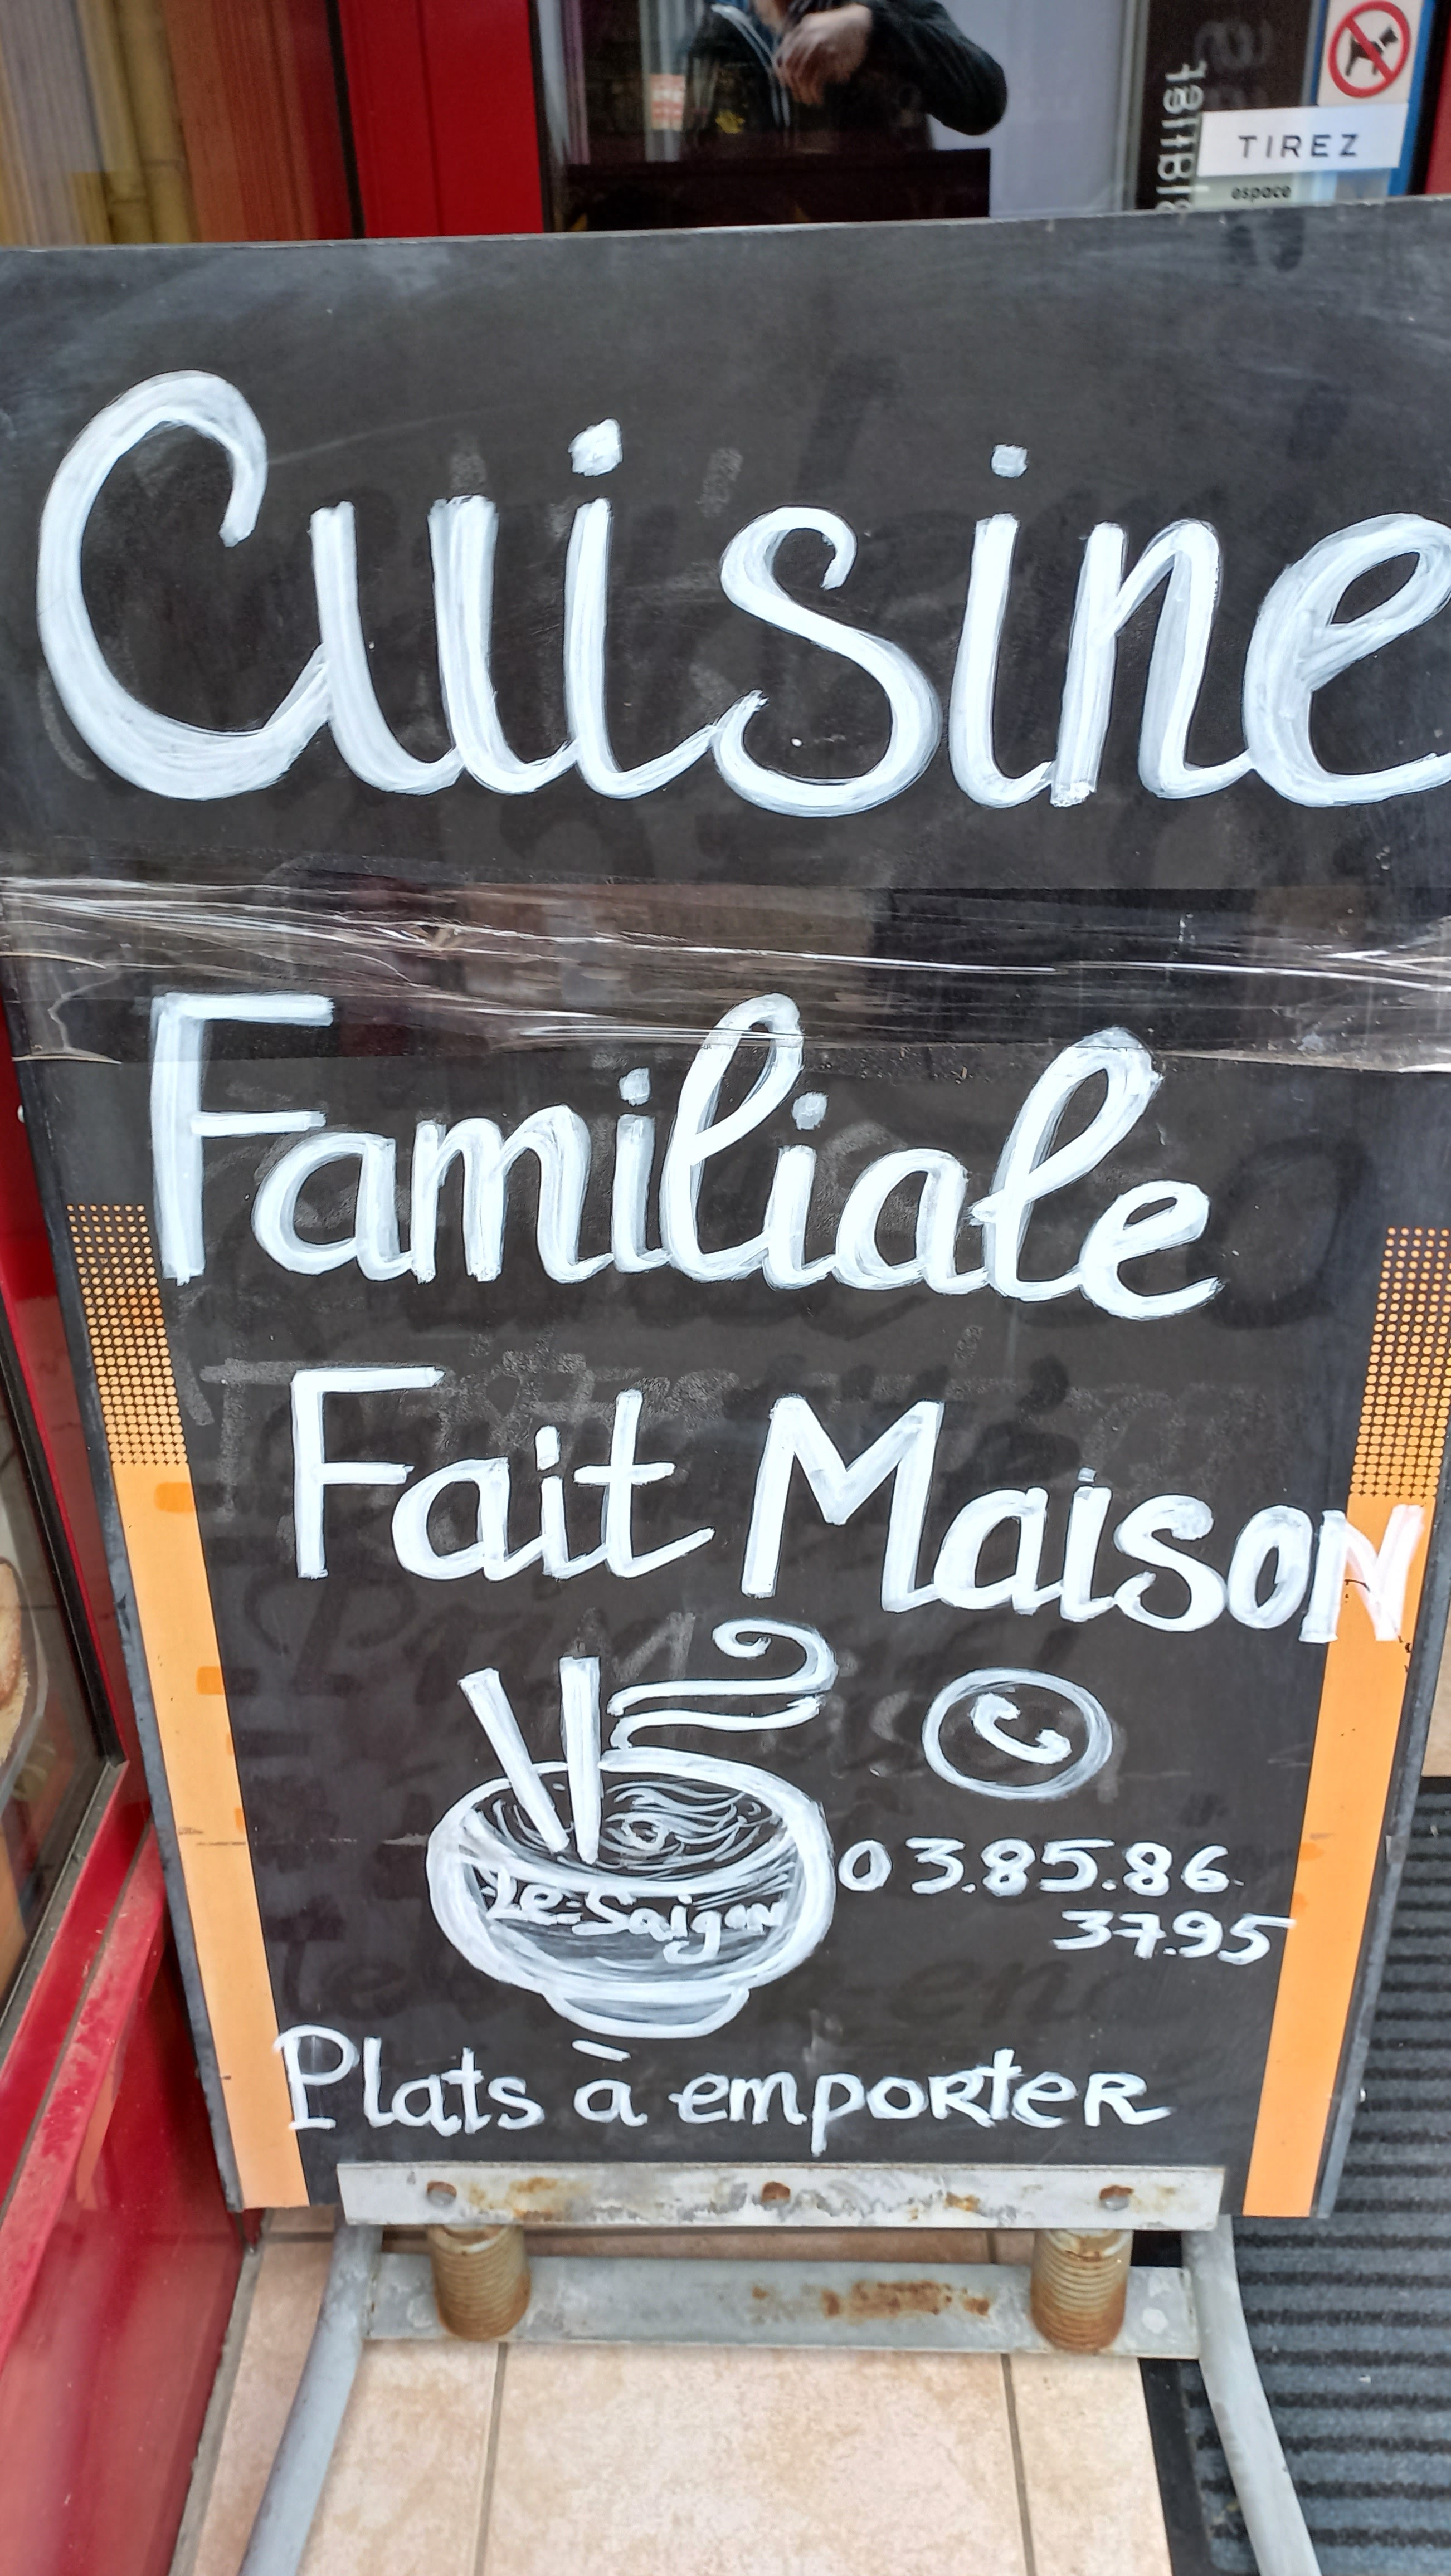 TIREZ
espace
Cuisine
Familiale
Fait Maison
Le Saigon
03.85.86
37.95
Plats à emporter